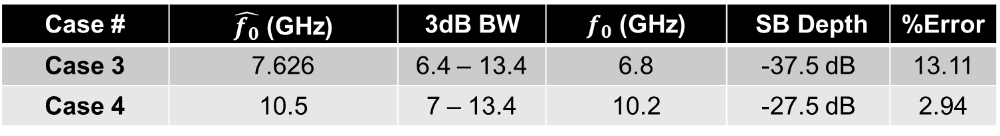 Case # $\widehat{f_0}$ (GHz) 3dB BW $f_0$ (GHz) SB Depth %Error
Case 3 7.626 6.4 – 13.4 6.8 -37.5 dB 13.11
Case 4 10.5 7 – 13.4 10.2 -27.5 dB 2.94